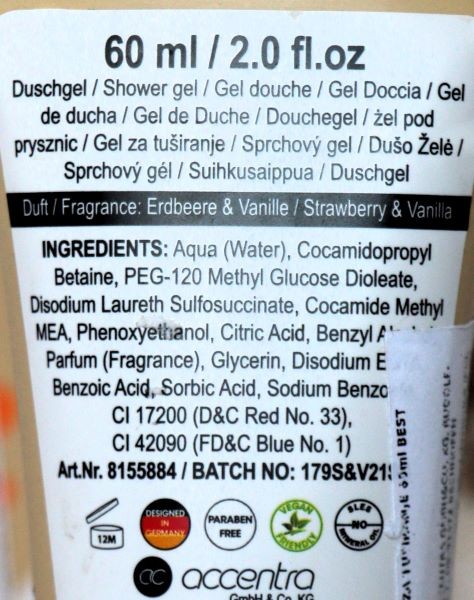 60 ml / 2.0 fl.oz
Duschgel / Shower gel / Gel douche / Gel Doccia / Gel
de ducha / Gel de Duche / Douchegel / żel pod
prysznic / Gel za tuširanje / Sprchový gel / Dušo Želė /
Sprchový gél / Suihkusaippua / Duschgel
Duft / Fragrance: Erdbeere & Vanille / Strawberry & Vanilla
INGREDIENTS: Aqua (Water), Cocamidopropyl
Betaine, PEG-120 Methyl Glucose Dioleate,
Disodium Laureth Sulfosuccinate, Cocamide Methyl
MEA, Phenoxyethanol, Citric Acid, Benzyl
Parfum (Fragrance), Glycerin, Disodium E
Benzoic Acid, Sorbic Acid, Sodium Benzo
CI 17200 (D&C Red No. 33),
CI 42090 (FD&C Blue No. 1)
Art.Nr. 8155884 / BATCH NO: 179S&V21
12M
DESIGNED
IN
GERMANY
PARABEN
FREE
VEGAN
FRIENDLY
SLES
NO
MINERAL OIL
ac accentra
GmbH & Co. KG
ml BEST